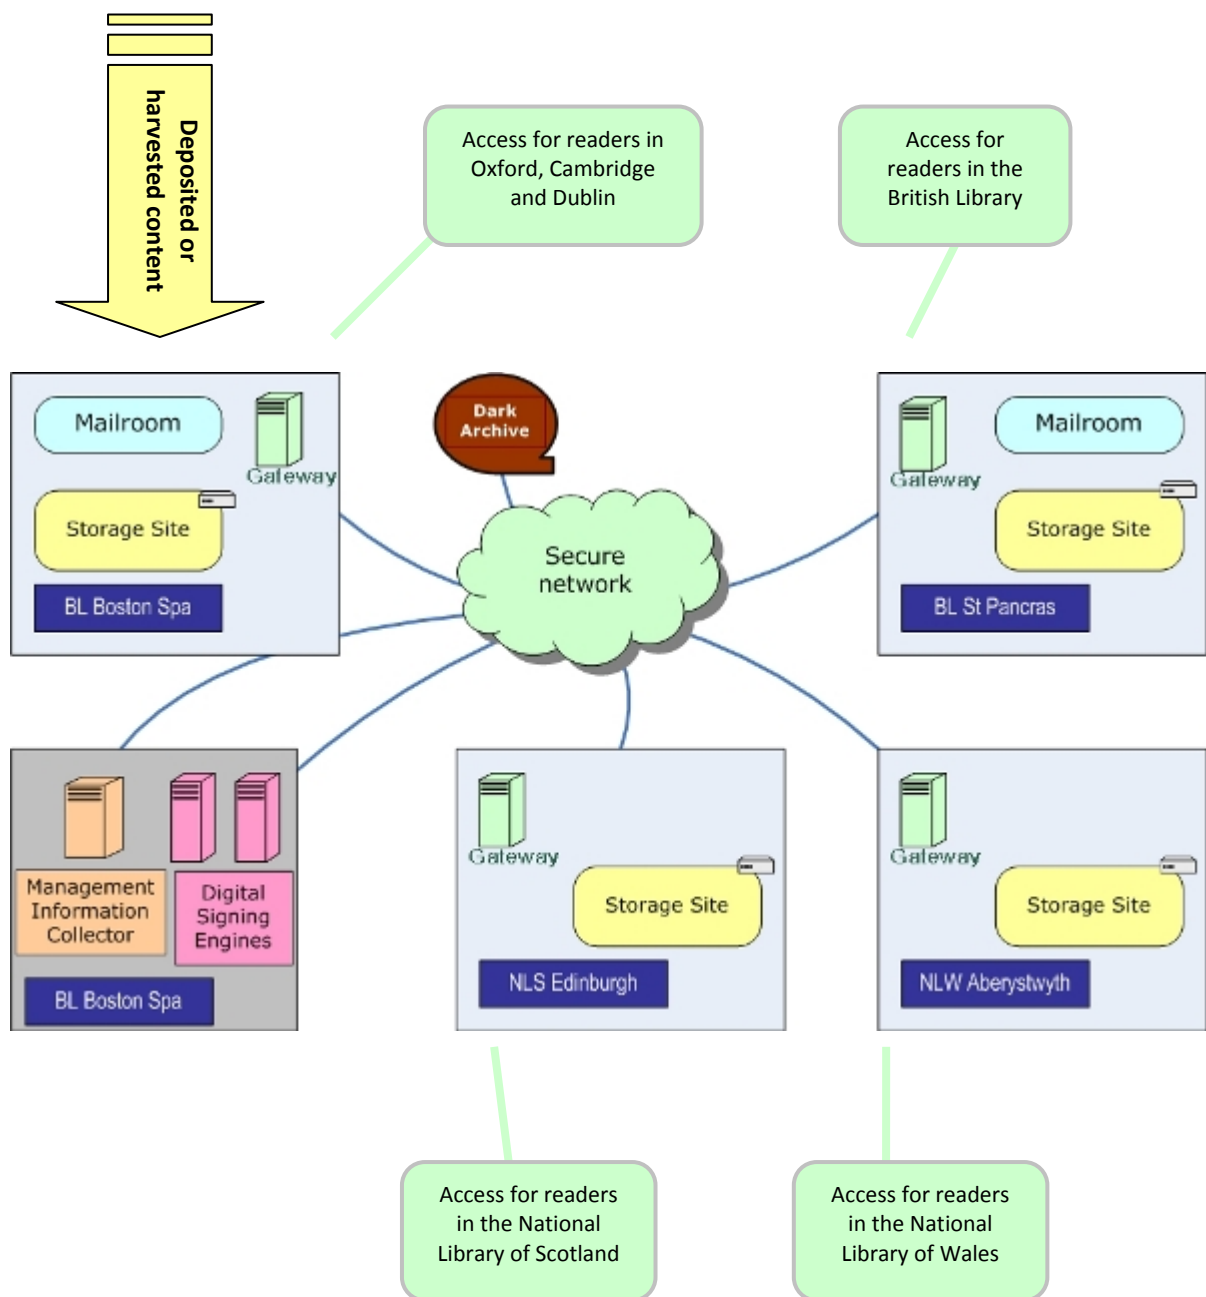 Deposited or
harvested content
Access for readers in
Oxford, Cambridge
and Dublin
Access for
readers in the
British Library
Mailroom
Gateway
Storage Site
BL Boston Spa
Dark
Archive
Secure
network
Gateway
Mailroom
Storage Site
BL St Pancras
Management
Information
Collector
Digital
Signing
Engines
BL Boston Spa
Gateway
Storage Site
NLS Edinburgh
Gateway
Storage Site
NLW Aberystwyth
Access for readers
in the National
Library of Scotland
Access for readers
in the National
Library of Wales